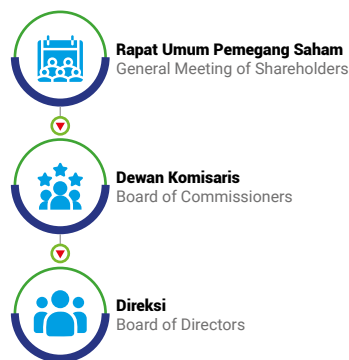 Rapat Umum Pemegang Saham
General Meeting of Shareholders
Dewan Komisaris
Board of Commissioners
Direksi
Board of Directors